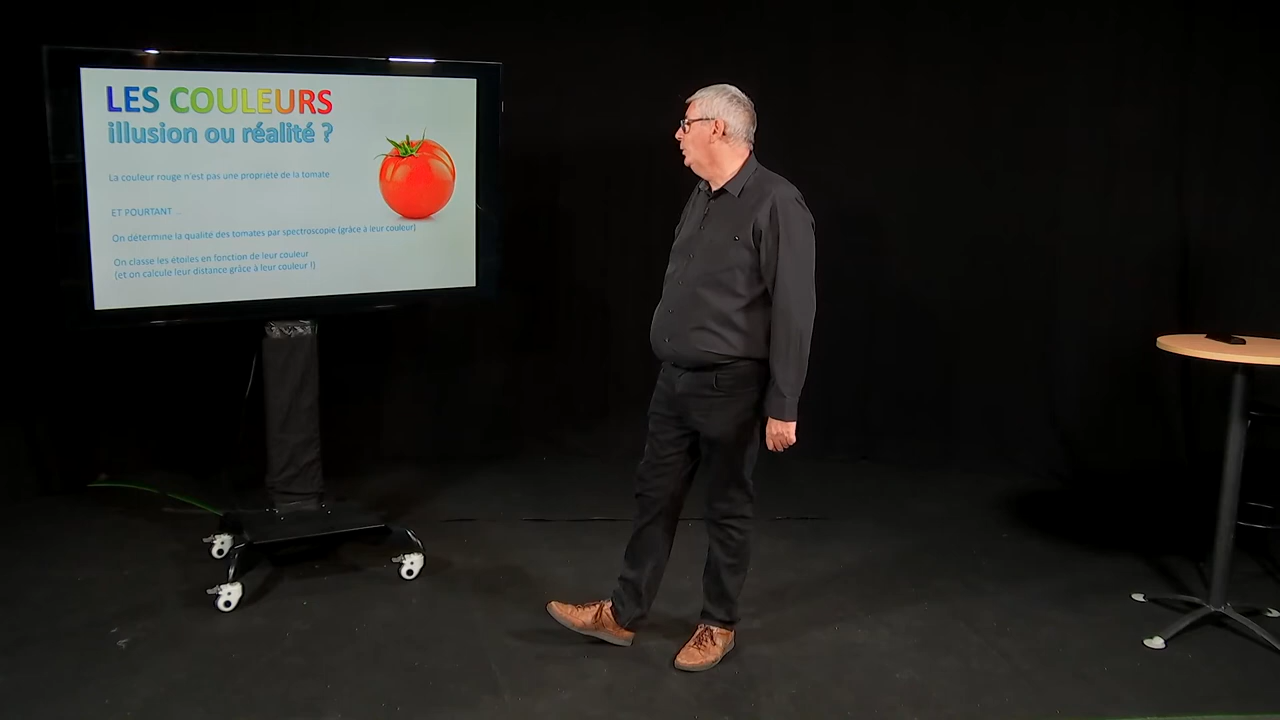 LES COULEURS
illusion ou réalité ?
La couleur rouge n'est pas une propriété de la tomate
ET POURTANT ...
On détermine la qualité des tomates par spectroscopie (grâce à leur couleur)
On classe les étoiles en fonction de leur couleur
(et on calcule leur distance grâce à leur couleur !)